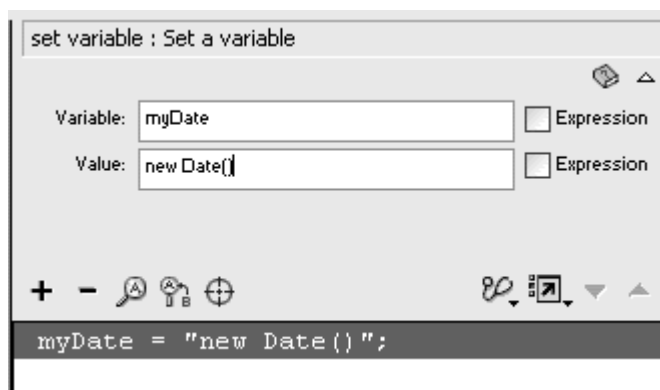 set variable : Set a variable
Variable: myDate Expression
Value: new Date() Expression
myDate = "new Date()";